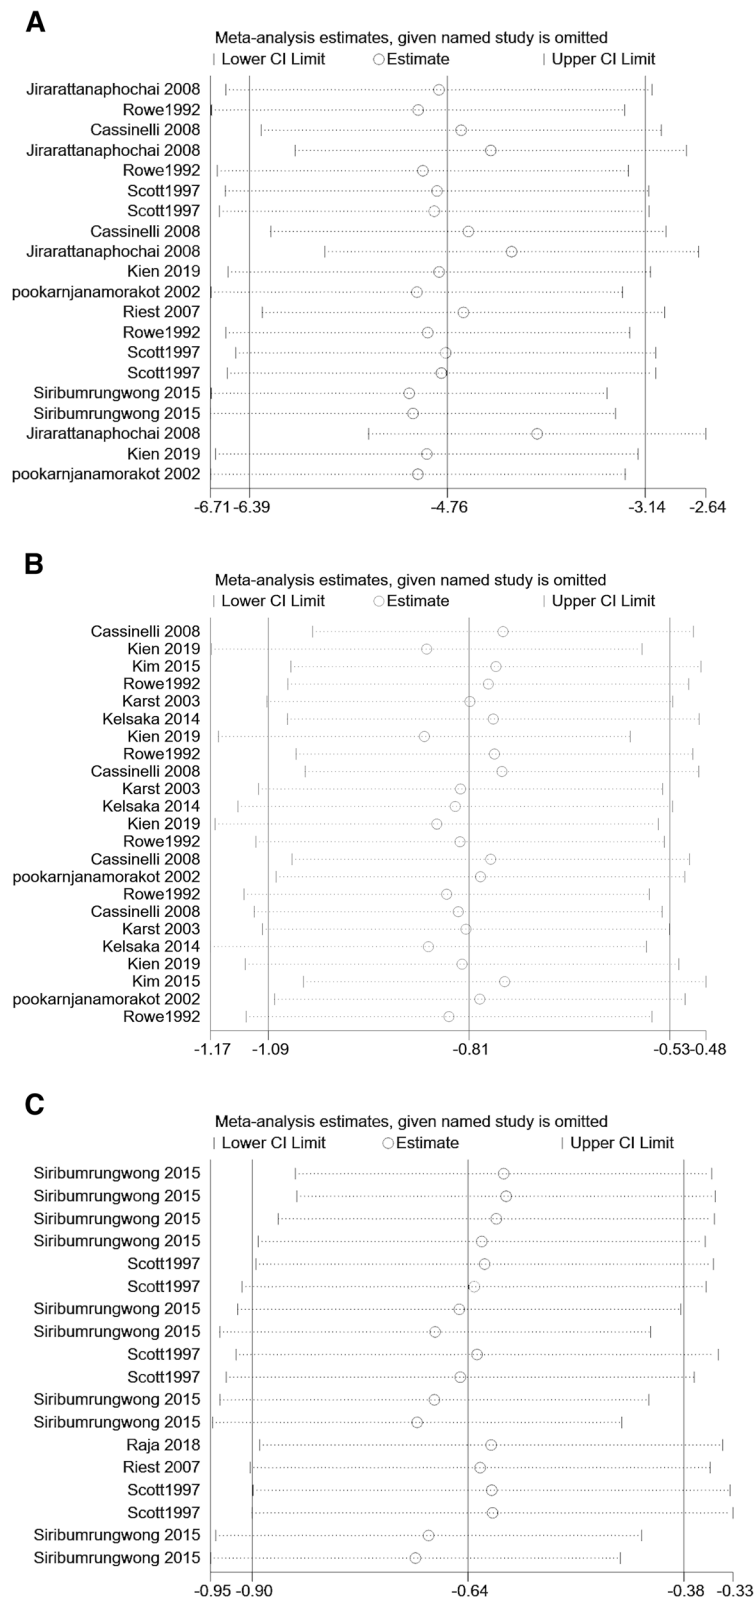 A
Meta-analysis estimates, given named study is omitted
Lower CI Limit Estimate Upper CI Limit
Jirarattanaphochai 2008
Rowe1992
Cassinelli 2008
Jirarattanaphochai 2008
Rowe1992
Scott1997
Scott1997
Cassinelli 2008
Jirarattanaphochai 2008
Kien 2019
pookarnjanamorakot 2002
Riest 2007
Rowe1992
Scott1997
Scott1997
Siribumrungwong 2015
Siribumrungwong 2015
Jirarattanaphochai 2008
Kien 2019
pookarnjanamorakot 2002
-6.71 -6.39 -4.76 -3.14 -2.64
B
Meta-analysis estimates, given named study is omitted
Lower CI Limit Estimate Upper CI Limit
Cassinelli 2008
Kien 2019
Kim 2015
Rowe1992
Karst 2003
Kelsaka 2014
Kien 2019
Rowe1992
Cassinelli 2008
Karst 2003
Kelsaka 2014
Kien 2019
Rowe1992
Cassinelli 2008
pookarnjanamorakot 2002
Rowe1992
Cassinelli 2008
Karst 2003
Kelsaka 2014
Kien 2019
Kim 2015
pookarnjanamorakot 2002
Rowe1992
-1.17 -1.09 -0.81 -0.53 -0.48
C
Meta-analysis estimates, given named study is omitted
Lower CI Limit Estimate Upper CI Limit
Siribumrungwong 2015
Siribumrungwong 2015
Siribumrungwong 2015
Siribumrungwong 2015
Scott1997
Scott1997
Siribumrungwong 2015
Siribumrungwong 2015
Scott1997
Scott1997
Siribumrungwong 2015
Siribumrungwong 2015
Raja 2018
Riest 2007
Scott1997
Scott1997
Siribumrungwong 2015
Siribumrungwong 2015
-0.95 -0.90 -0.64 -0.38 -0.33